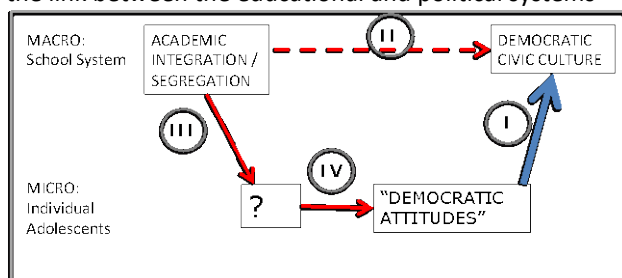 the link between the educational and political systems
MACRO:
School System
ACADEMIC
INTEGRATION /
SEGREGATION
II
DEMOCRATIC
CIVIC CULTURE
III
I
IV
MICRO:
Individual
Adolescents
?
"DEMOCRATIC
ATTITUDES"